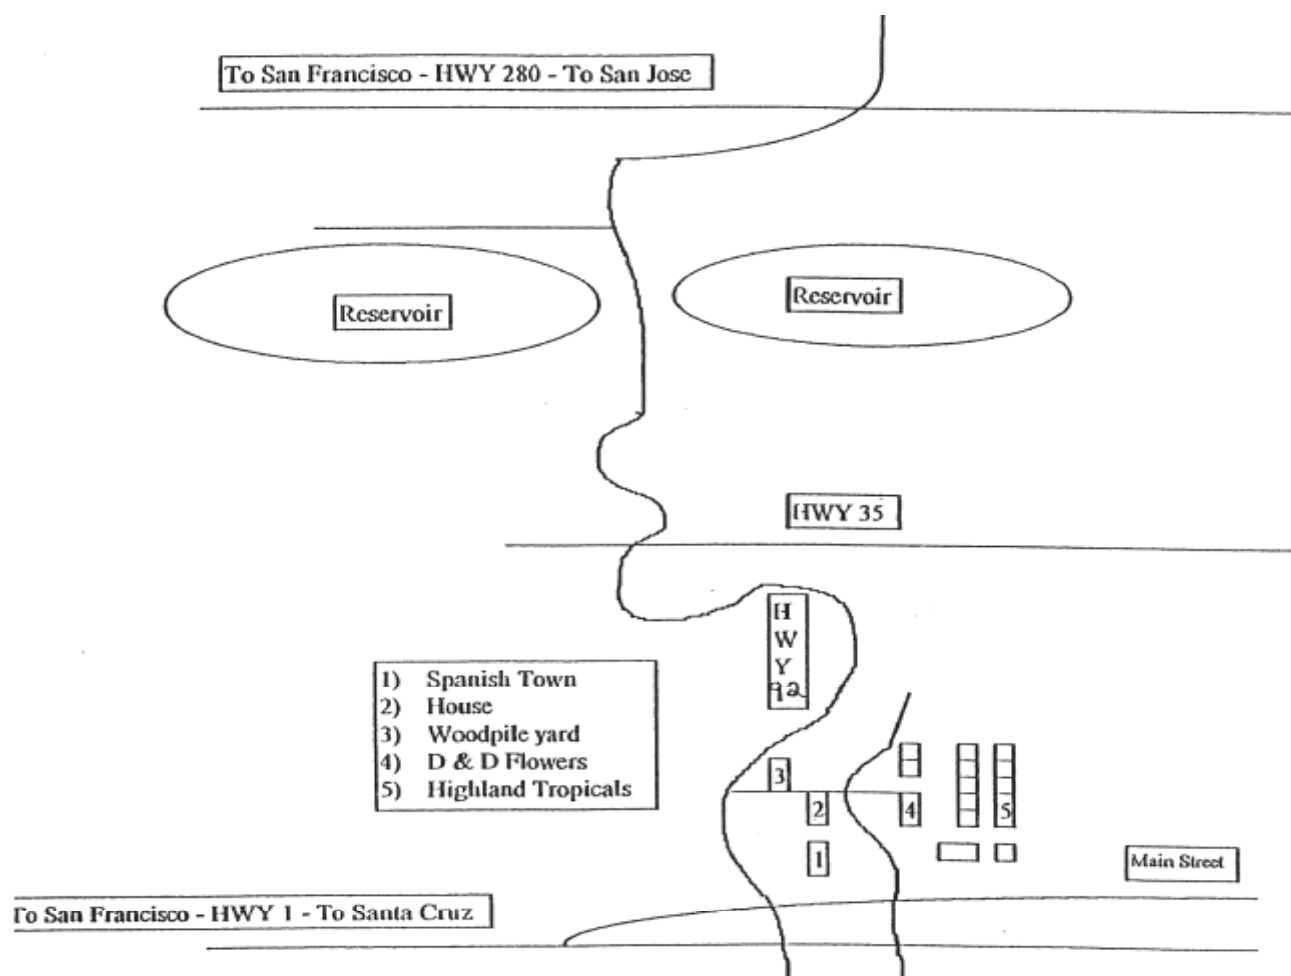 To San Francisco - HWY 280 - To San Jose
Reservoir
Reservoir
HWY 35
H
W
Y
92
1) Spanish Town
2) House
3) Woodpile yard
4) D & D Flowers
5) Highland Tropicals
3
2
4
5
1
Main Street
To San Francisco - HWY 1 - To Santa Cruz